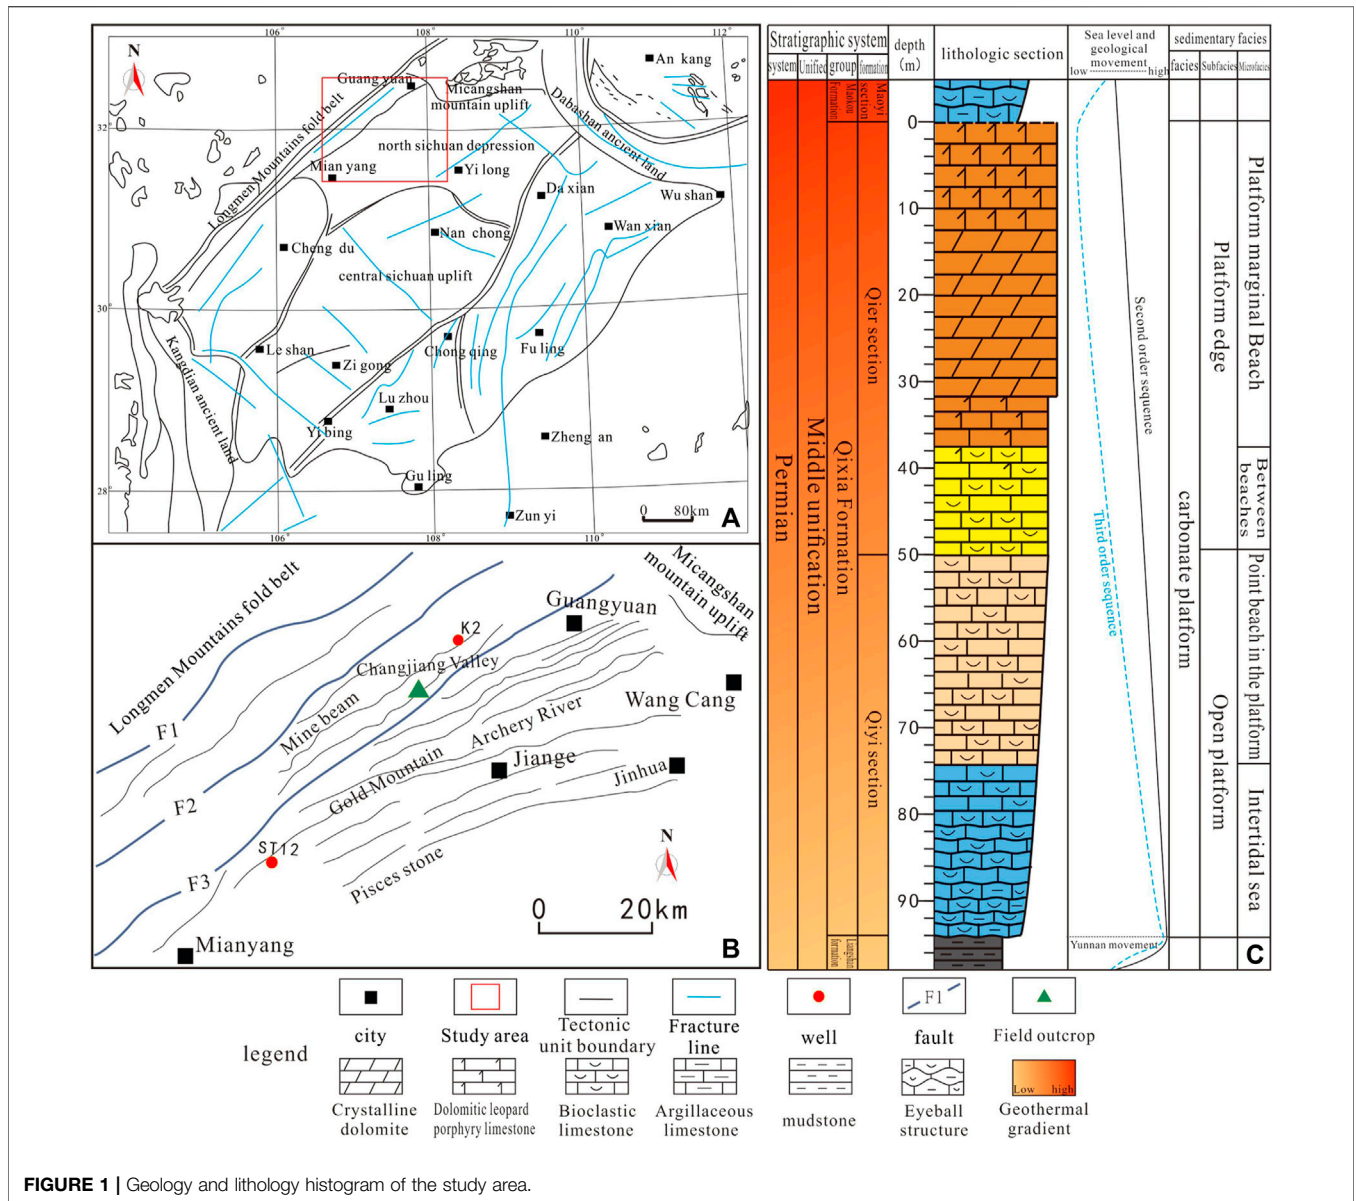 106°
108°
110°
112°
N
An kang
Guang yuan
Micangshan
mountain uplift
Dabashan ancient land
Longmen Mountains fold belt
32°
north sichuan depression
Mian yang
Yi long
Da xian
Wu shan
Nan chong
Wan xian
Cheng du
central sichuan uplift
30°
Kangdian ancient land
Le shan
Chong qing
Fu ling
Zi gong
Lu zhou
Yi bing
Zheng an
Gu ling
28°
Zun yi
0 80km
A
106°
108°
110°
Longmen Mountains fold belt
Micangshan
mountain uplift
Guangyuan
K2
Changjiang Valley
Wang Cang
Mine beam
Archery River
F1
Jiange
Jinhua
Gold Mountain
F2
ST12
N
F3
Pisces stone
0 20km
Mianyang
B
Stratigraphic system
system
Unified
group
formation
depth
(m)
lithologic section
Sea level and
geological
movement
low
high
sedimentary facies
facies
Subfacies
Microfacies
Permian
Middle unification
Maokou
Formation
Qixia Formation
Liangshan
formation
Maoyi
section
Qier section
Qiyi section
0
10
20
30
40
50
60
70
80
90
Second order sequence
Third order sequence
Yunnan movement
carbonate platform
Platform edge
Open platform
Platform marginal Beach
Between
beaches
Point beach in the platform
Intertidal sea
C
legend
city
Study area
Tectonic
unit boundary
Fracture
line
well
F1
fault
Field outcrop
Crystalline
dolomite
Dolomitic leopard
porphyry limestone
Bioclastic
limestone
Argillaceous
limestone
mudstone
Eyeball
structure
Low high
Geothermal
gradient
FIGURE 1 | Geology and lithology histogram of the study area.